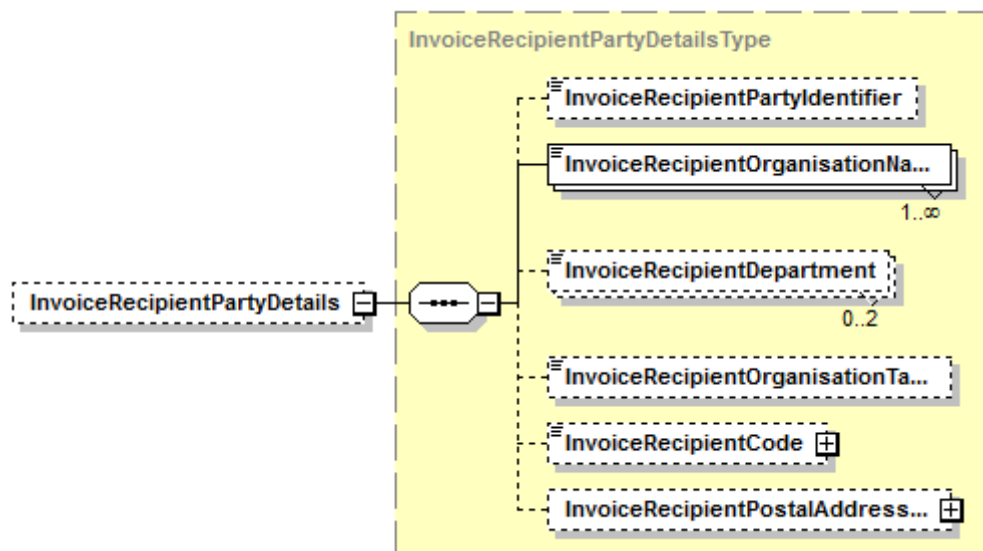 InvoiceRecipientPartyDetailsType
InvoiceRecipientPartyIdentifier
InvoiceRecipientOrganisationNa...
1..∞
InvoiceRecipientDepartment
0..2
InvoiceRecipientPartyDetails
InvoiceRecipientOrganisationTa...
InvoiceRecipientCode
InvoiceRecipientPostalAddress...